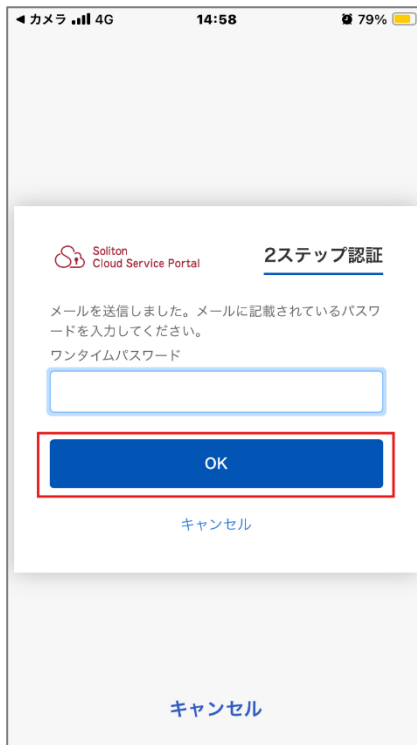 ◀ カメラ 4G 14:58 79%
Soliton
Cloud Service Portal
2ステップ認証
メールを送信しました。メールに記載されているパスワ
ードを入力してください。
ワンタイムパスワード
OK
キャンセル
キャンセル